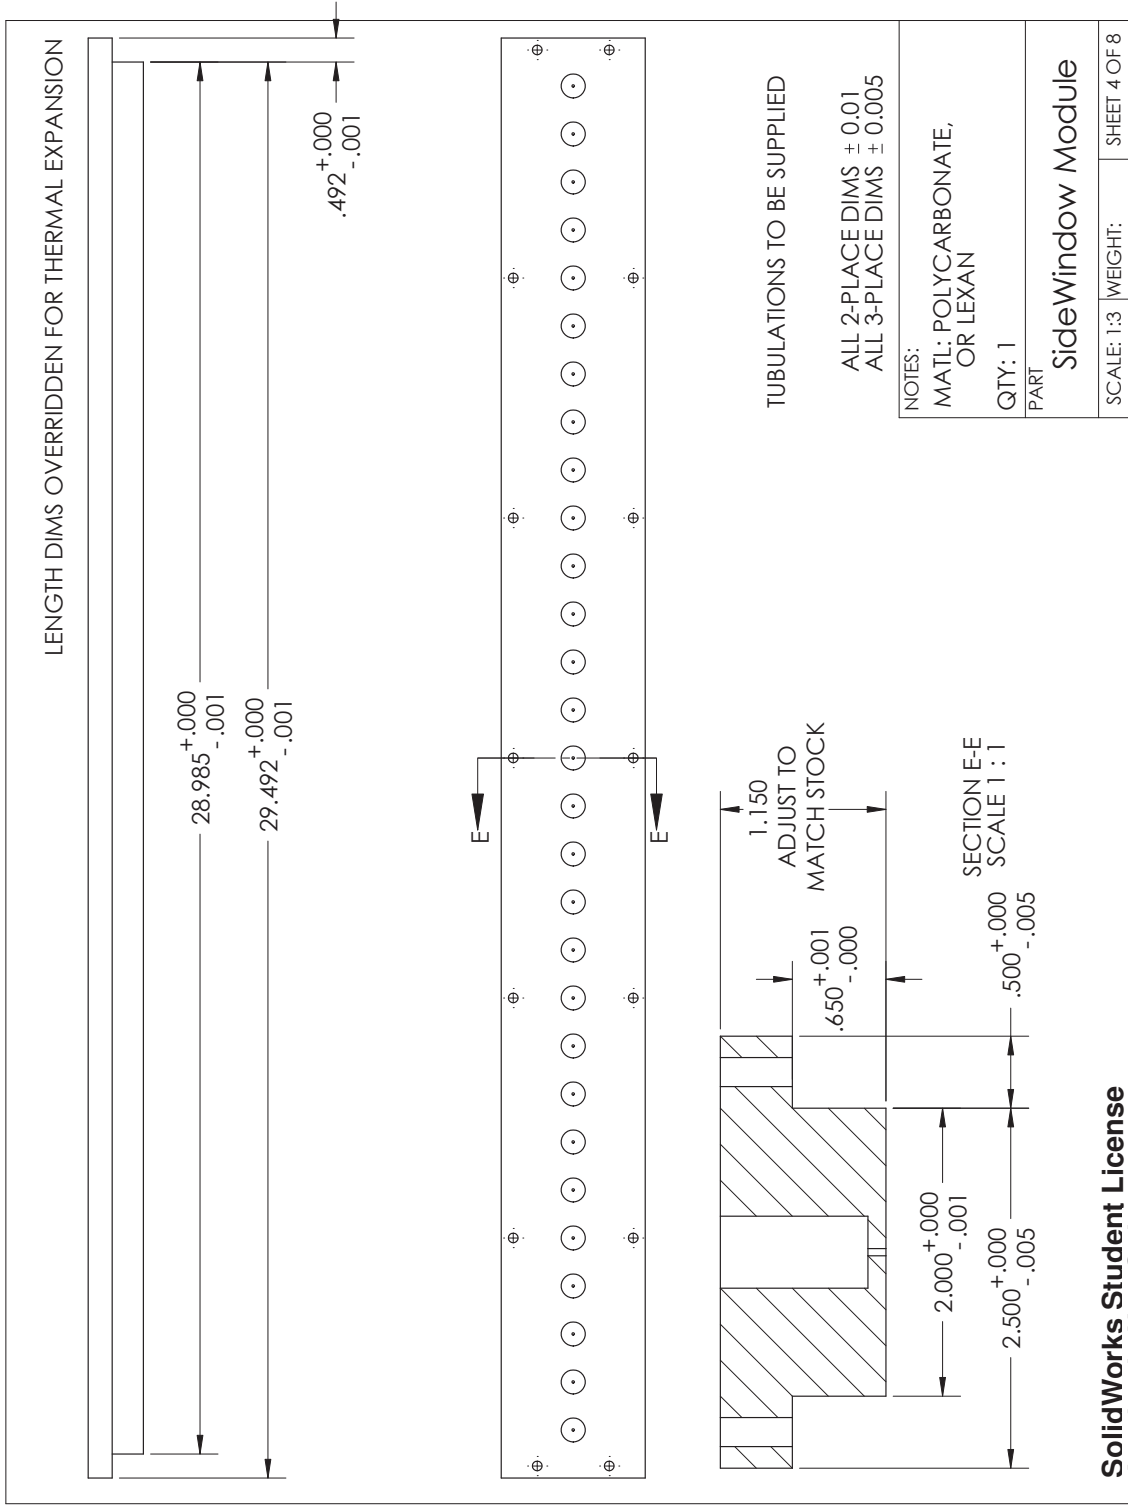 LENGTH DIMS OVERRIDDEN FOR THERMAL EXPANSION
28.985 +.000
-.001
29.492 +.000
-.001
.492 +.000
-.001
E
E
TUBULATIONS TO BE SUPPLIED
ALL 2-PLACE DIMS ± 0.01
ALL 3-PLACE DIMS ± 0.005
1.150
ADJUST TO
MATCH STOCK
.650 +.001
-.000
SECTION E-E
SCALE 1 : 1
.500 +.000
-.005
2.000 +.000
-.001
2.500 +.000
-.005
NOTES:
MATL: POLYCARBONATE,
OR LEXAN
QTY: 1
PART
SideWindow Module
SCALE: 1:3 WEIGHT: SHEET 4 OF 8
SolidWorks Student License